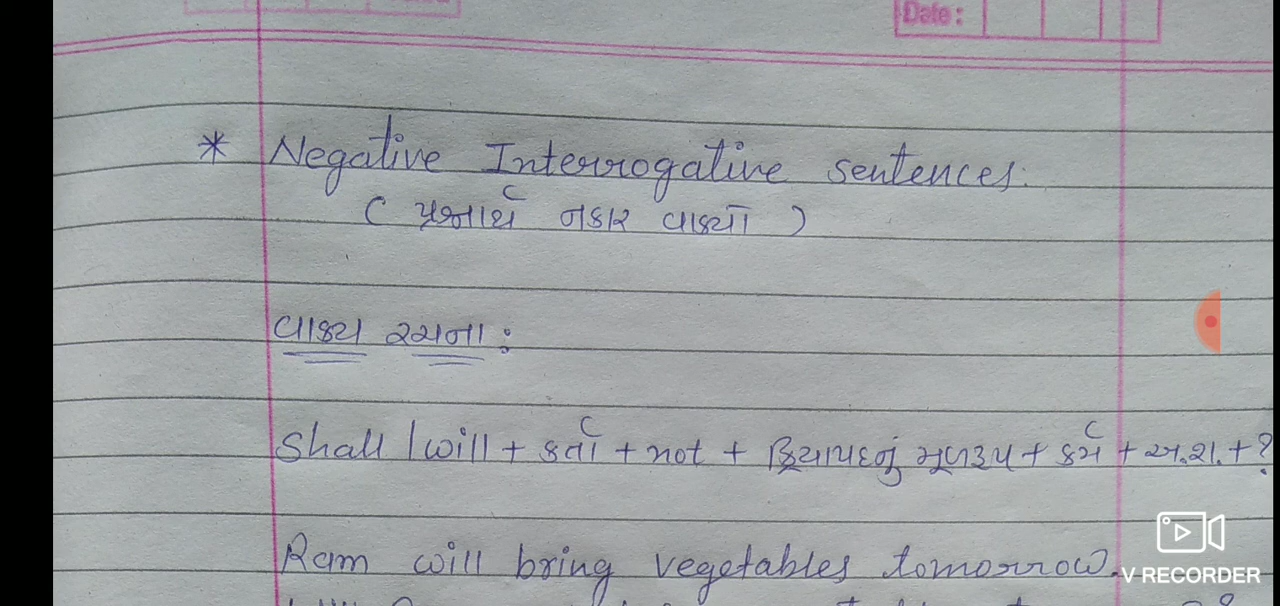 Date :
* Negative Interrogative sentences.
( પ્રશ્નાર્થ નકાર વાક્યો )
વાક્ય રચના :
Shall / will + કર્તા + not + ક્રિયાપદનું મૂળરૂપ + કર્મ + અ.શ. + ?
Ram will bring vegetables tomorrow.
V RECORDER